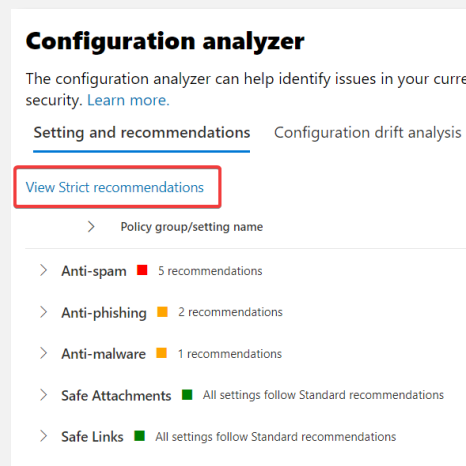 Configuration analyzer
The configuration analyzer can help identify issues in your curre
security. Learn more.
Setting and recommendations Configuration drift analysis
View Strict recommendations
Policy group/setting name
Anti-spam 5 recommendations
Anti-phishing 2 recommendations
Anti-malware 1 recommendations
Safe Attachments All settings follow Standard recommendations
Safe Links All settings follow Standard recommendations